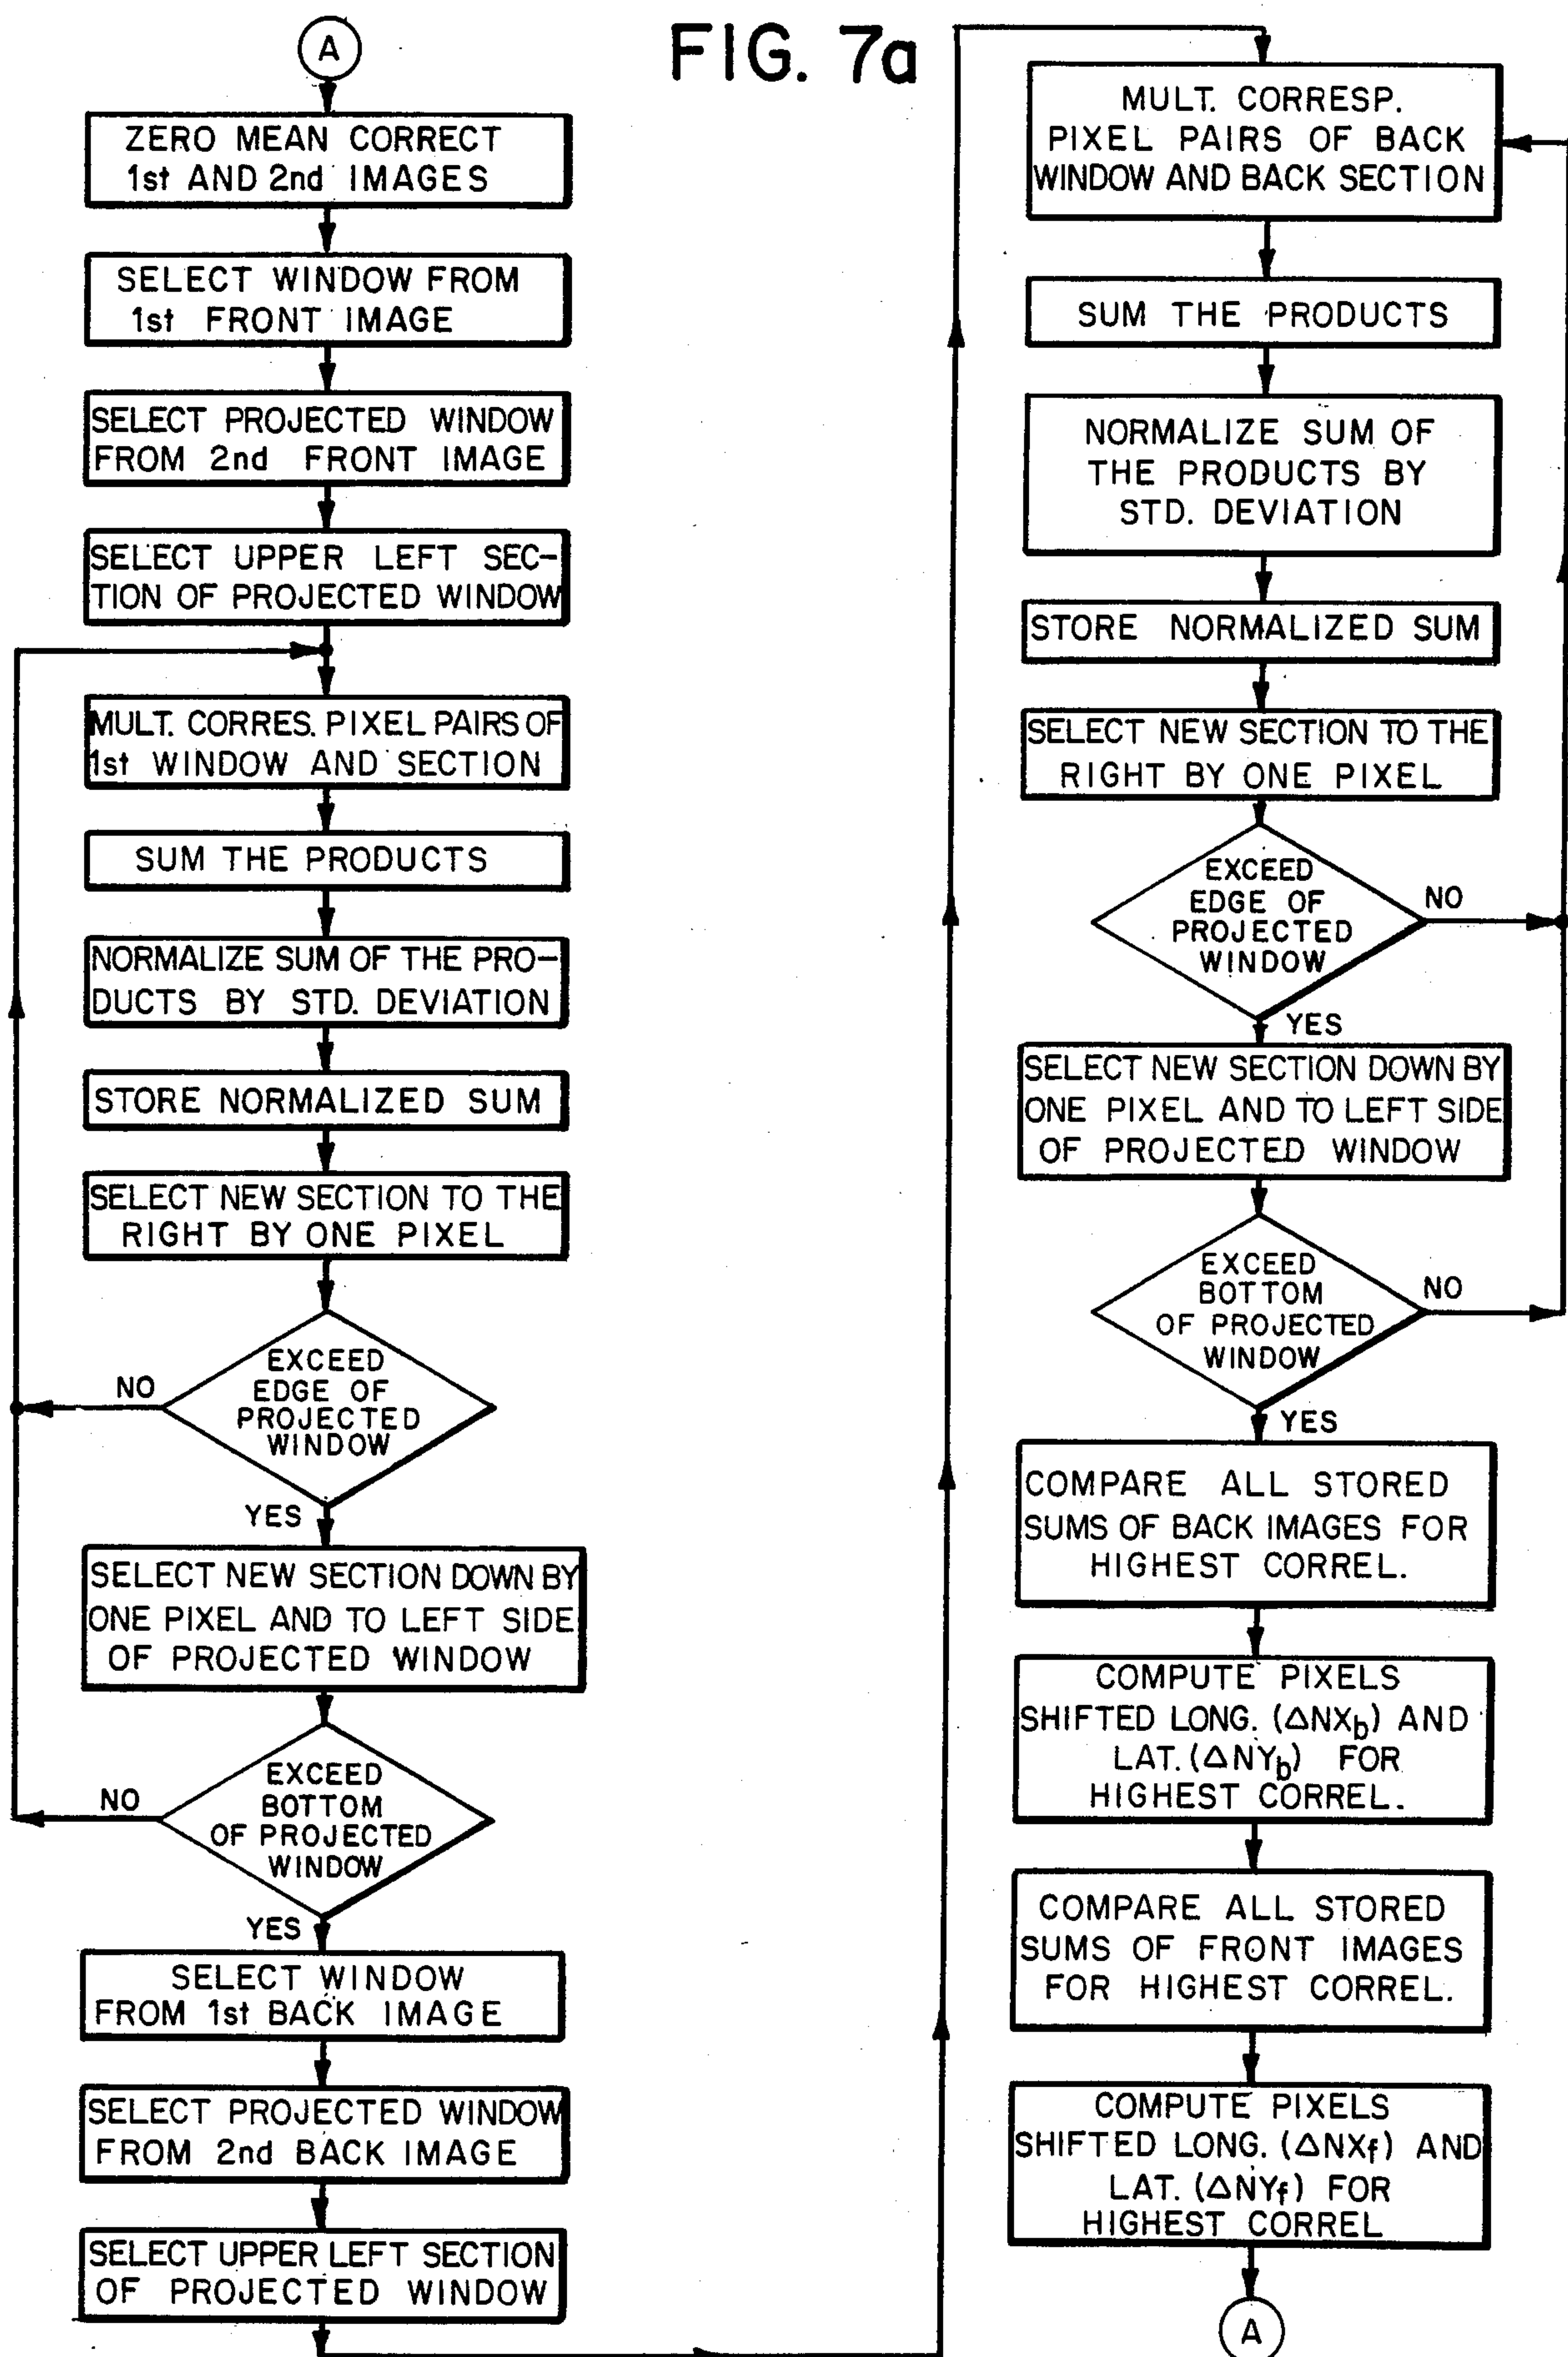 FIG. 7a
A
ZERO MEAN CORRECT
1st AND 2nd IMAGES
SELECT WINDOW FROM
1st FRONT IMAGE
SELECT PROJECTED WINDOW
FROM 2nd FRONT IMAGE
SELECT UPPER LEFT SEC-
TION OF PROJECTED WINDOW
MULT. CORRES. PIXEL PAIRS OF
1st WINDOW AND SECTION
SUM THE PRODUCTS
NORMALIZE SUM OF THE PRO-
DUCTS BY STD. DEVIATION
STORE NORMALIZED SUM
SELECT NEW SECTION TO THE
RIGHT BY ONE PIXEL
EXCEED
EDGE OF
PROJECTED
WINDOW
NO
YES
SELECT NEW SECTION DOWN BY
ONE PIXEL AND TO LEFT SIDE
OF PROJECTED WINDOW
EXCEED
BOTTOM
OF PROJECTED
WINDOW
NO
YES
SELECT WINDOW
FROM 1st BACK IMAGE
SELECT PROJECTED WINDOW
FROM 2nd BACK IMAGE
SELECT UPPER LEFT SECTION
OF PROJECTED WINDOW
MULT. CORRESP.
PIXEL PAIRS OF BACK
WINDOW AND BACK SECTION
SUM THE PRODUCTS
NORMALIZE SUM OF
THE PRODUCTS BY
STD. DEVIATION
STORE NORMALIZED SUM
SELECT NEW SECTION TO THE
RIGHT BY ONE PIXEL
EXCEED
EDGE OF
PROJECTED
WINDOW
NO
YES
SELECT NEW SECTION DOWN BY
ONE PIXEL AND TO LEFT SIDE
OF PROJECTED WINDOW
EXCEED
BOTTOM
OF PROJECTED
WINDOW
NO
YES
COMPARE ALL STORED
SUMS OF BACK IMAGES FOR
HIGHEST CORREL.
COMPUTE PIXELS
SHIFTED LONG. (ΔNXb) AND
LAT. (ΔNYb) FOR
HIGHEST CORREL.
COMPARE ALL STORED
SUMS OF FRONT IMAGES
FOR HIGHEST CORREL.
COMPUTE PIXELS
SHIFTED LONG. (ΔNXf) AND
LAT. (ΔNYf) FOR
HIGHEST CORREL
A